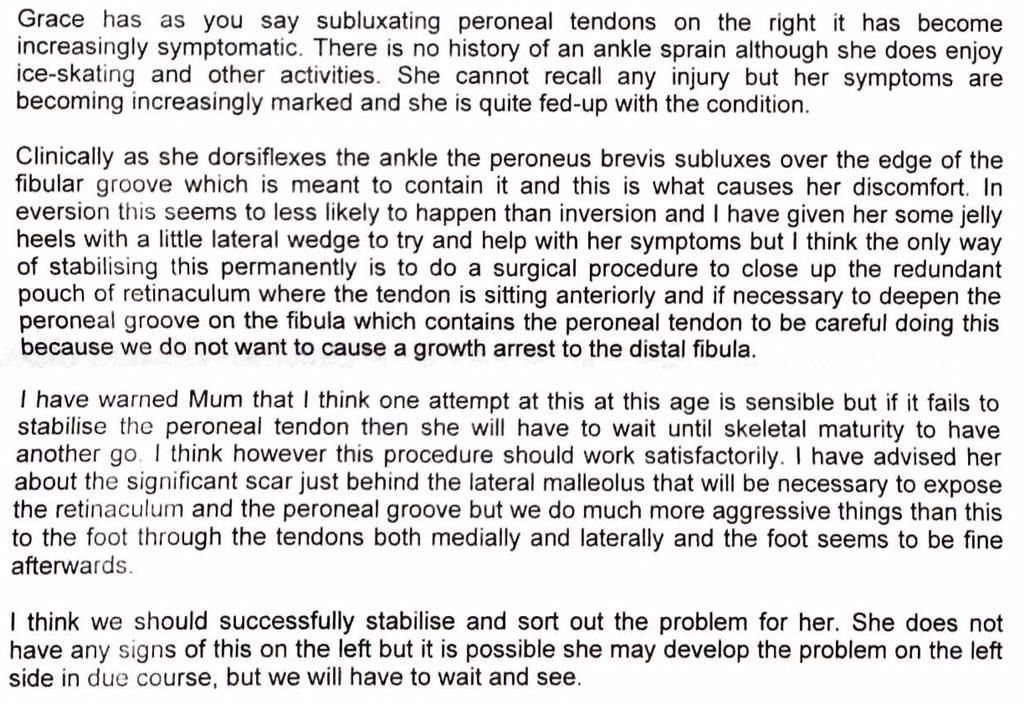 Grace has as you say subluxating peroneal tendons on the right it has become
increasingly symptomatic. There is no history of an ankle sprain although she does enjoy
ice-skating and other activities. She cannot recall any injury but her symptoms are
becoming increasingly marked and she is quite fed-up with the condition.

Clinically as she dorsiflexes the ankle the peroneus brevis subluxes over the edge of the
fibular groove which is meant to contain it and this is what causes her discomfort. In
eversion this seems to less likely to happen than inversion and I have given her some jelly
heels with a little lateral wedge to try and help with her symptoms but I think the only way
of stabilising this permanently is to do a surgical procedure to close up the redundant
pouch of retinaculum where the tendon is sitting anteriorly and if necessary to deepen the
peroneal groove on the fibula which contains the peroneal tendon to be careful doing this
because we do not want to cause a growth arrest to the distal fibula.

I have warned Mum that I think one attempt at this at this age is sensible but if it fails to
stabilise the peroneal tendon then she will have to wait until skeletal maturity to have
another go. I think however this procedure should work satisfactorily. I have advised her
about the significant scar just behind the lateral malleolus that will be necessary to expose
the retinaculum and the peroneal groove but we do much more aggressive things than this
to the foot through the tendons both medially and laterally and the foot seems to be fine
afterwards.

I think we should successfully stabilise and sort out the problem for her. She does not
have any signs of this on the left but it is possible she may develop the problem on the left
side in due course, but we will have to wait and see.